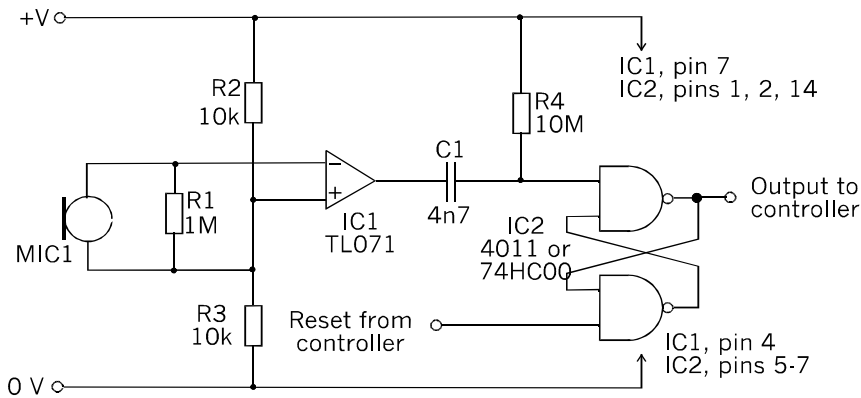 +V
IC1, pin 7
IC2, pins 1, 2, 14
R2
10k
R4
10M
C1
4n7
−
+
R1
1M
IC1
TL071
MIC1
IC2
4011 or
74HC00
Output to
controller
R3
10k
Reset from
controller
IC1, pin 4
IC2, pins 5-7
0 V